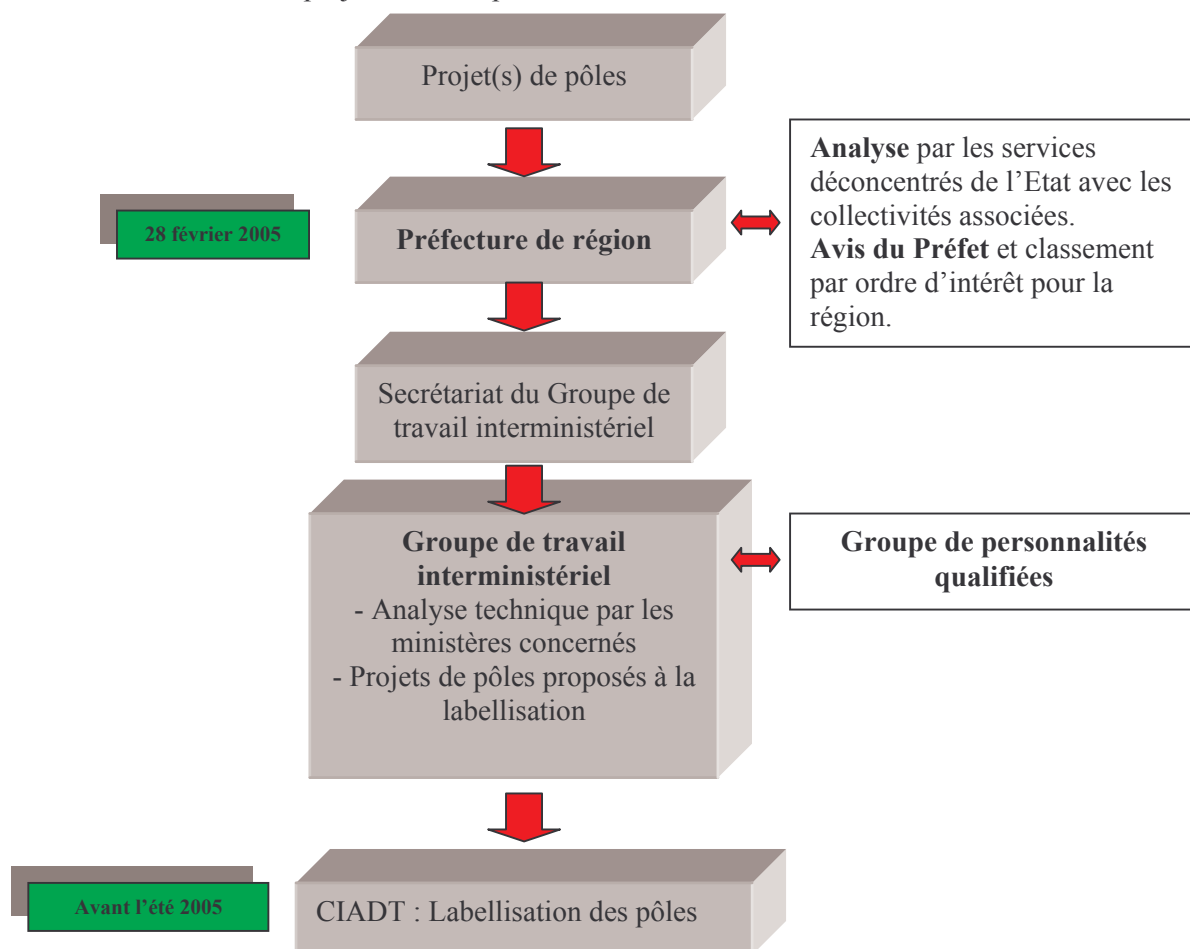 Projet(s) de pôles
Analyse par les services
déconcentrés de l’Etat avec les
collectivités associées.
Avis du Préfet et classement
par ordre d’intérêt pour la
région.
28 février 2005
Préfecture de région
Secrétariat du Groupe de
travail interministériel
Groupe de travail
interministériel
- Analyse technique par les
ministères concernés
- Projets de pôles proposés à la
labellisation
Groupe de personnalités
qualifiées
Avant l’été 2005
CIADT : Labellisation des pôles